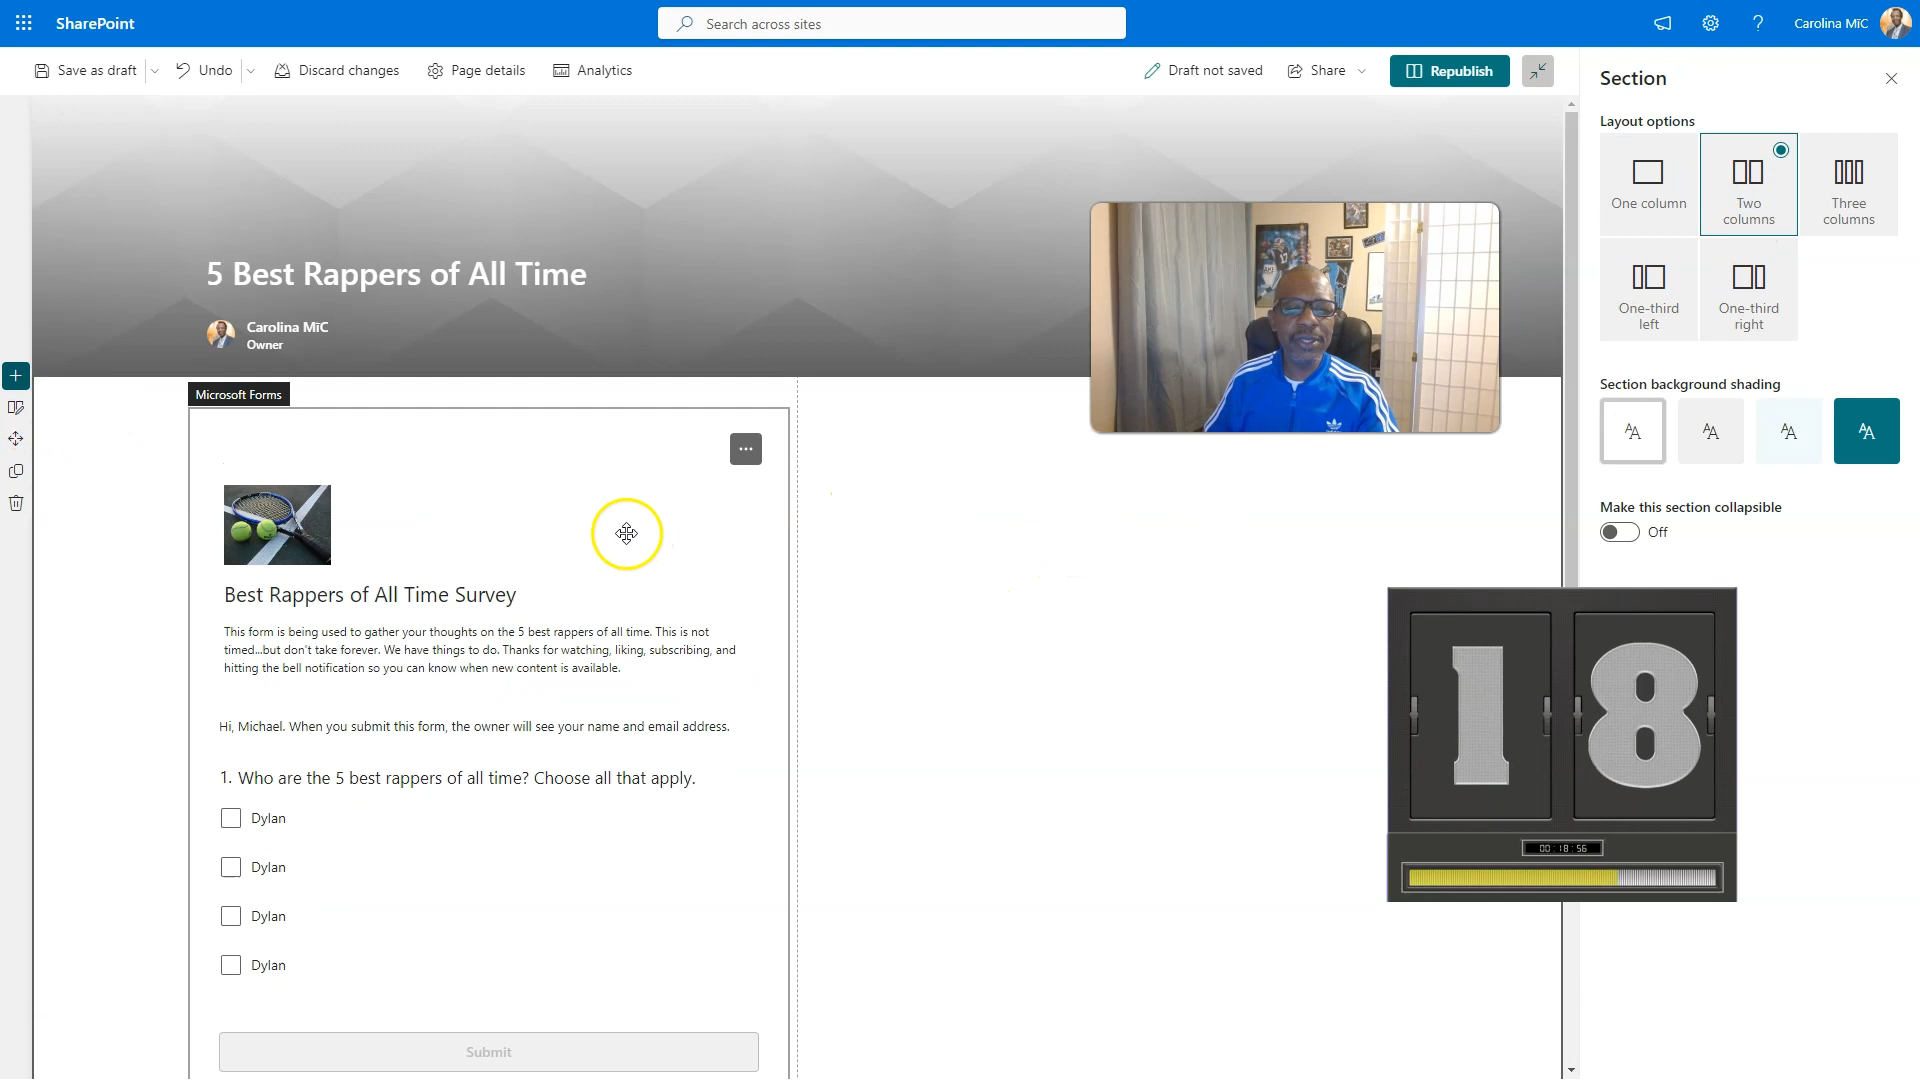 SharePoint
Search across sites
Carolina MiC
Save as draft
Undo
Discard changes
Page details
Analytics
Draft not saved
Share
Republish
Section
Layout options
One column
Two
columns
Three
columns
One-third
left
One-third
right
5 Best Rappers of All Time
Carolina MiC
Owner
Microsoft Forms
Section background shading
Make this section collapsible
Off
Best Rappers of All Time Survey
This form is being used to gather your thoughts on the 5 best rappers of all time. This is not
timed...but don't take forever. We have things to do. Thanks for watching, liking, subscribing, and
hitting the bell notification so you can know when new content is available.
Hi, Michael. When you submit this form, the owner will see your name and email address.
1. Who are the 5 best rappers of all time? Choose all that apply.
Dylan
Dylan
Dylan
Dylan
Submit
18
00:18:56